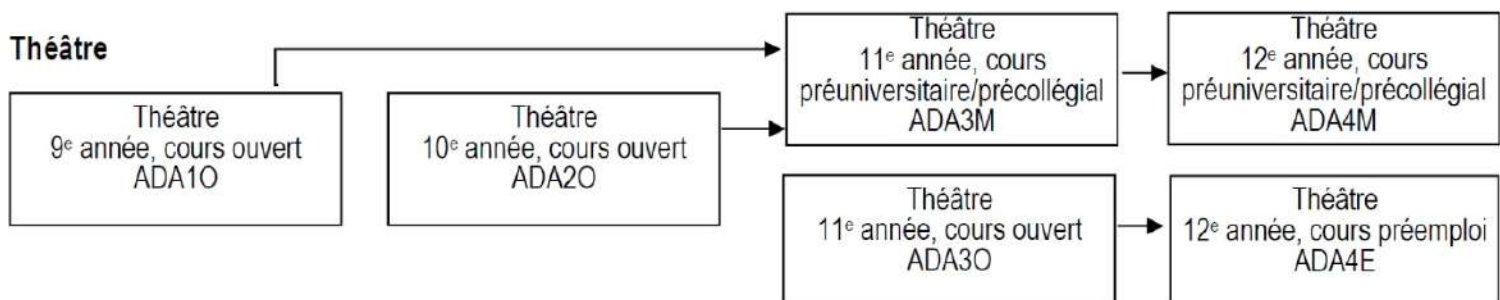 Théâtre
Théâtre
9e année, cours ouvert
ADA1O
Théâtre
10e année, cours ouvert
ADA2O
Théâtre
11e année, cours
préuniversitaire/précollégial
ADA3M
Théâtre
12e année, cours
préuniversitaire/précollégial
ADA4M
Théâtre
11e année, cours ouvert
ADA3O
Théâtre
12e année, cours préemploi
ADA4E